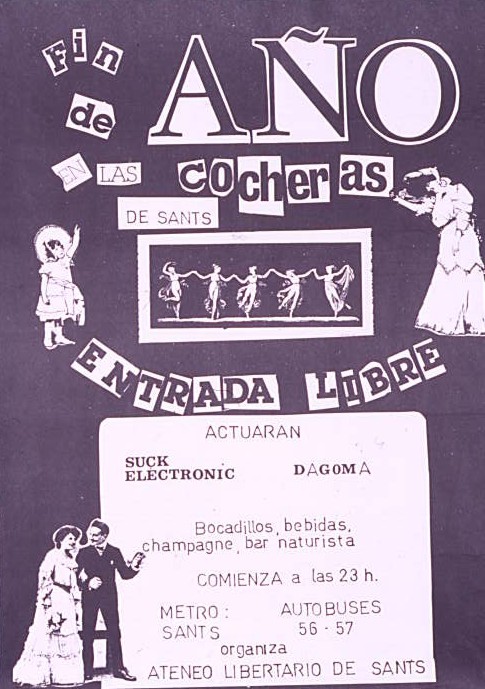 Fin
de AÑO
EN LAS cocheras
DE SANTS
ENTRADA LIBRE
ACTUARAN
SUCK
ELECTRONIC DAGOMA
Bocadillos, bebidas,
champagne, bar naturista
COMIENZA a las 23 h.
METRO: AUTOBUSES
SANTS 56-57
organiza
ATENEO LIBERTARIO DE SANTS